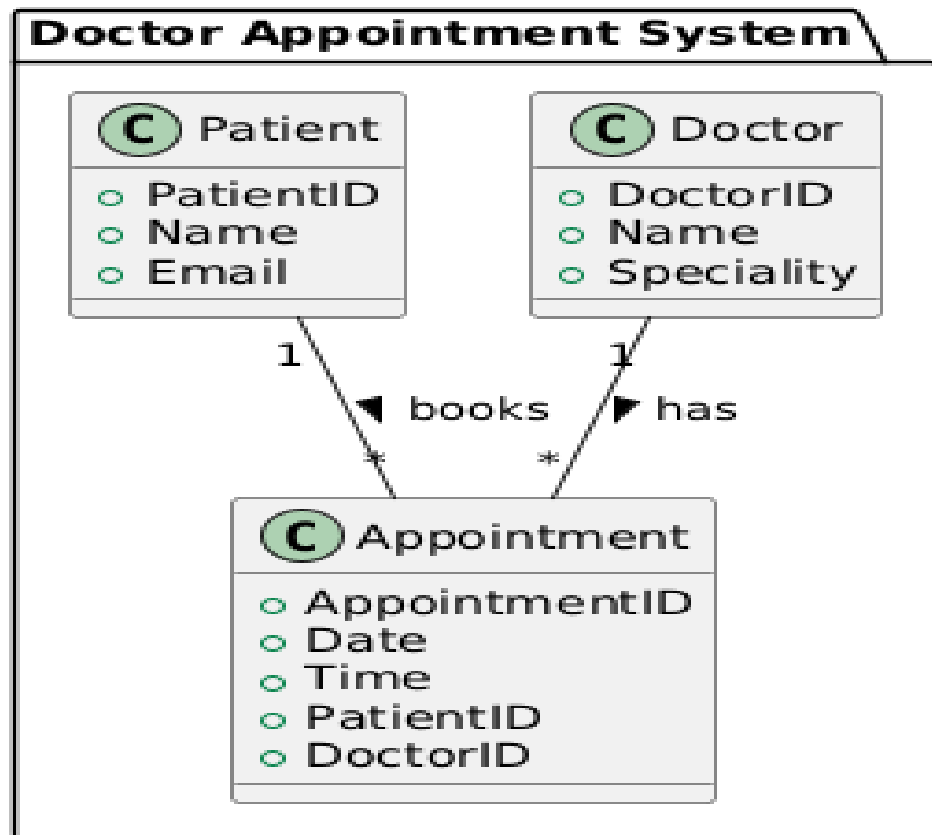 Doctor Appointment System
C Patient
PatientID
Name
Email
C Doctor
DoctorID
Name
Speciality
1
1
books
has
*
*
C Appointment
AppointmentID
Date
Time
PatientID
DoctorID